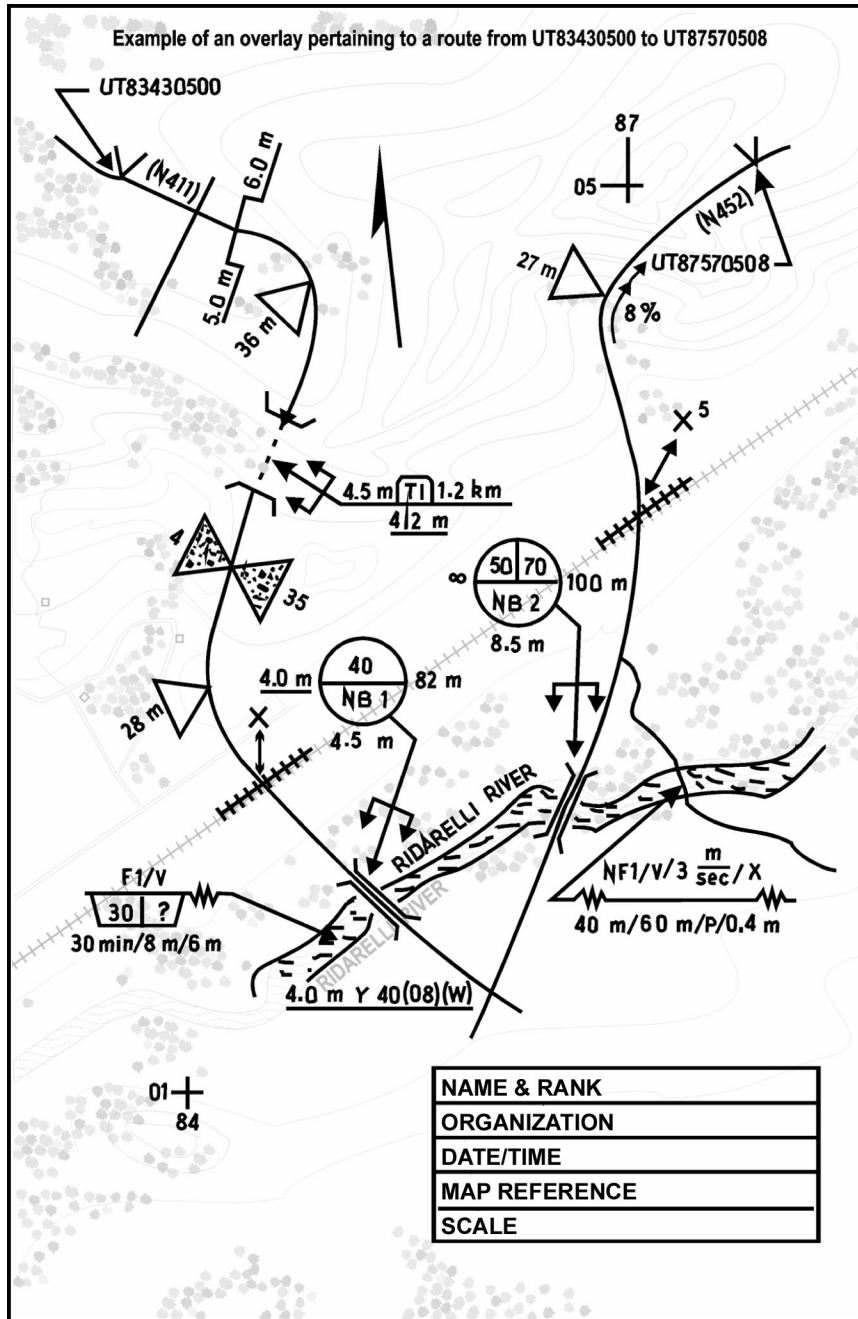 Example of an overlay pertaining to a route from UT83430500 to UT87570508
UT83430500
(N411)
6.0 m
5.0 m
36 m
87
05
(N452)
27 m
UT87570508
8%
5
4.5 m T1 1.2 km
4.2 m
4
35
50 70
NB 2
∞
100 m
8.5 m
40
NB 1
4.0 m
82 m
4.5 m
28 m
RIDARELLI RIVER
RIDARELLI RIVER
F1/V
30 ?
30 min/8 m/6 m
NF1/V/3 m/sec/X
40 m/60 m/P/0.4 m
4.0 m Y 40(08)(W)
01
84
NAME & RANK
ORGANIZATION
DATE/TIME
MAP REFERENCE
SCALE